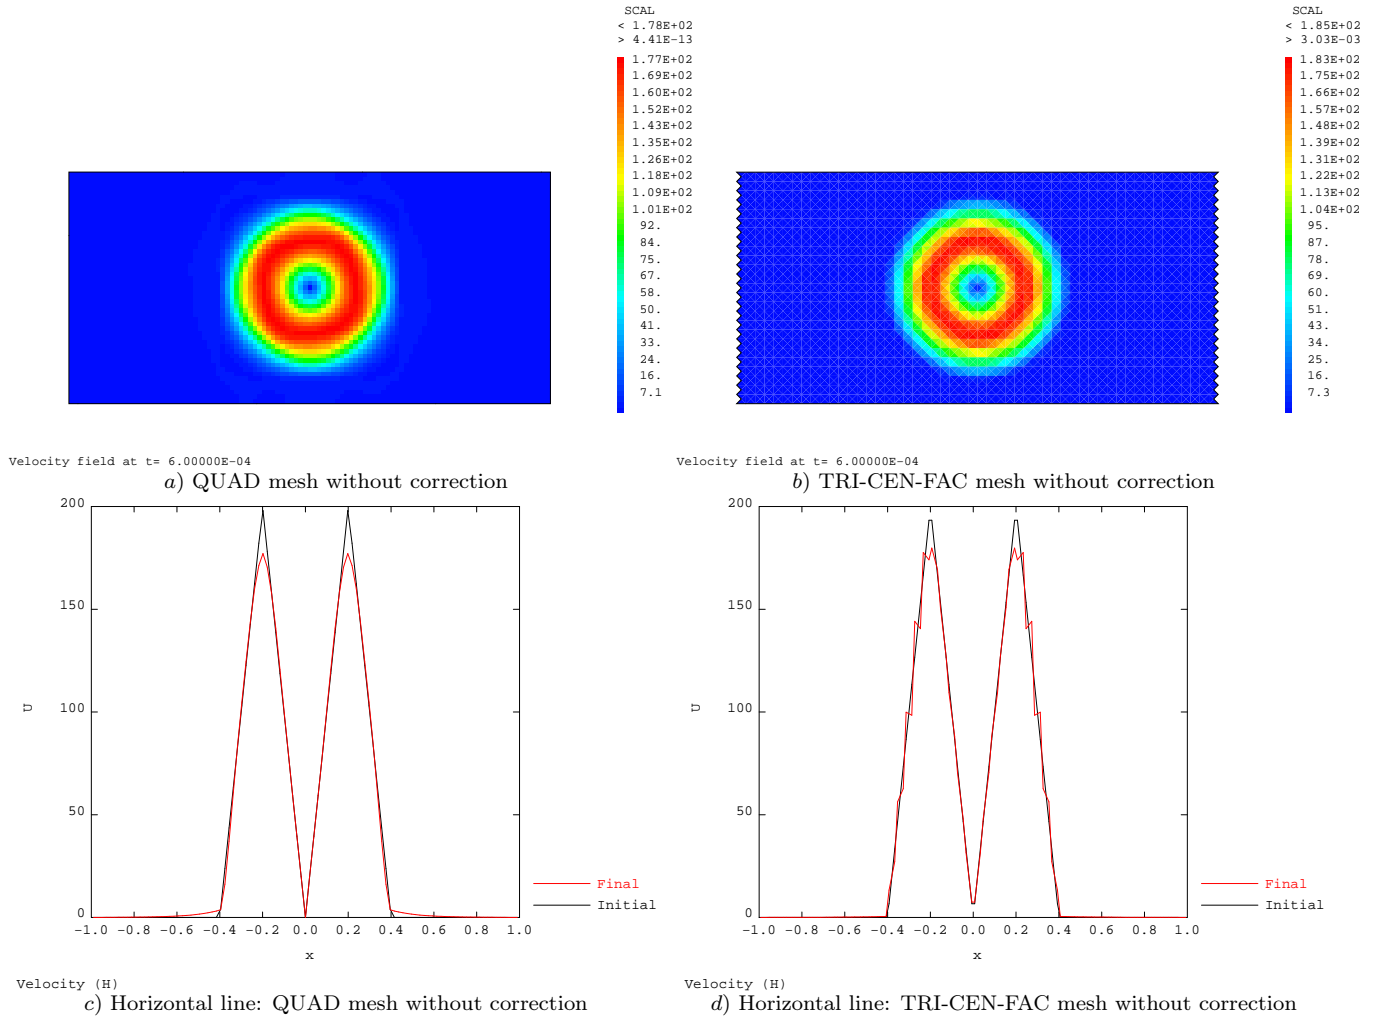 SCAL
< 1.78E+02
> 4.41E-13
1.77E+02
1.69E+02
1.60E+02
1.52E+02
1.43E+02
1.35E+02
1.26E+02
1.18E+02
1.09E+02
1.01E+02
92.
84.
75.
67.
58.
50.
41.
33.
24.
16.
7.1
Velocity field at t= 6.00000E-04
a) QUAD mesh without correction
SCAL
< 1.85E+02
> 3.03E-03
1.83E+02
1.75E+02
1.66E+02
1.57E+02
1.48E+02
1.39E+02
1.31E+02
1.22E+02
1.13E+02
1.04E+02
95.
87.
78.
69.
60.
51.
43.
34.
25.
16.
7.3
Velocity field at t= 6.00000E-04
b) TRI-CEN-FAC mesh without correction
200
150
100
50
0
U
-1.0 -0.8 -0.6 -0.4 -0.2 0.0 0.2 0.4 0.6 0.8 1.0
x
Final
Initial
Velocity (H)
c) Horizontal line: QUAD mesh without correction
200
150
100
50
0
U
-1.0 -0.8 -0.6 -0.4 -0.2 0.0 0.2 0.4 0.6 0.8 1.0
x
Final
Initial
Velocity (H)
d) Horizontal line: TRI-CEN-FAC mesh without correction